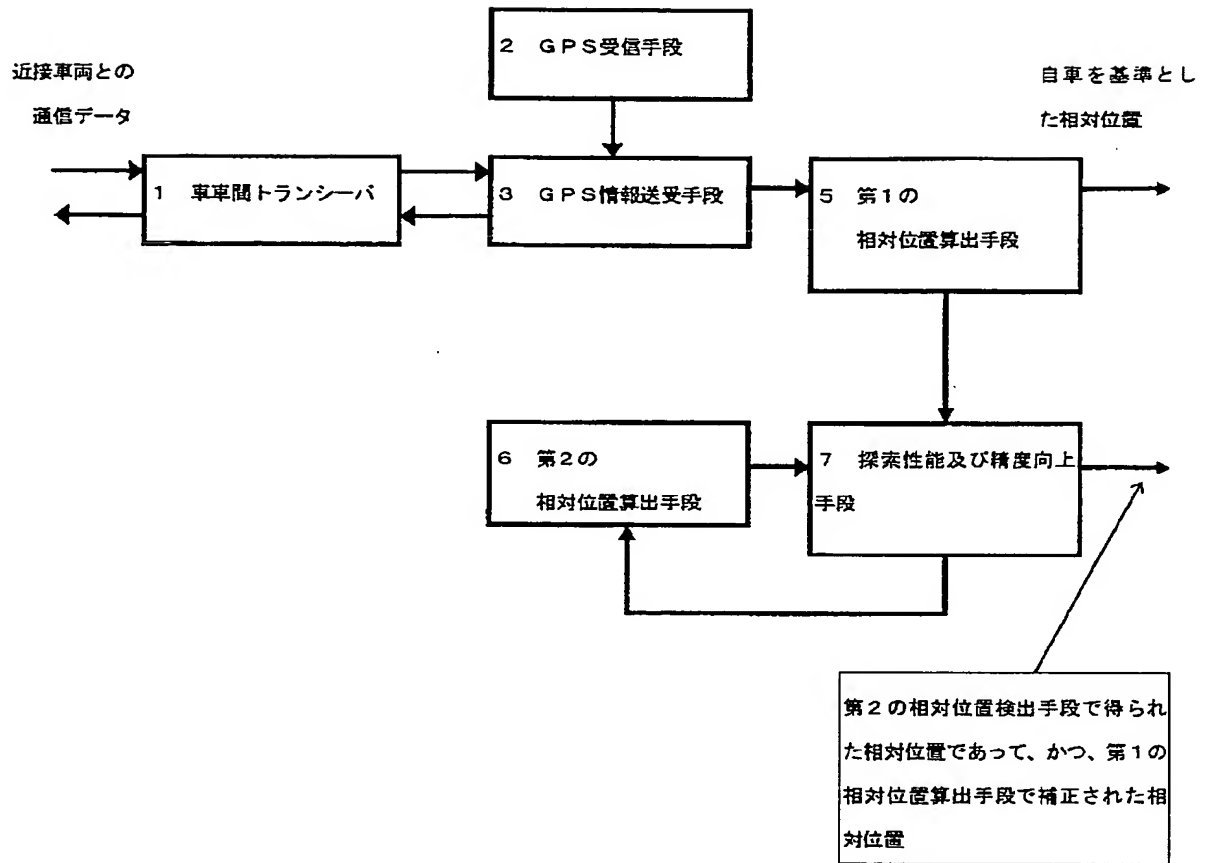 2 GPS受信手段
近接車両との
通信データ
自車を基準とし
た相対位置
1 車車間トランシーバ
3 GPS情報送受手段
5 第1の
相対位置算出手段
6 第2の
相対位置算出手段
7 探索性能及び精度向上
手段
第2の相対位置検出手段で得られ
た相対位置であって、かつ、第1の
相対位置算出手段で補正された相
対位置